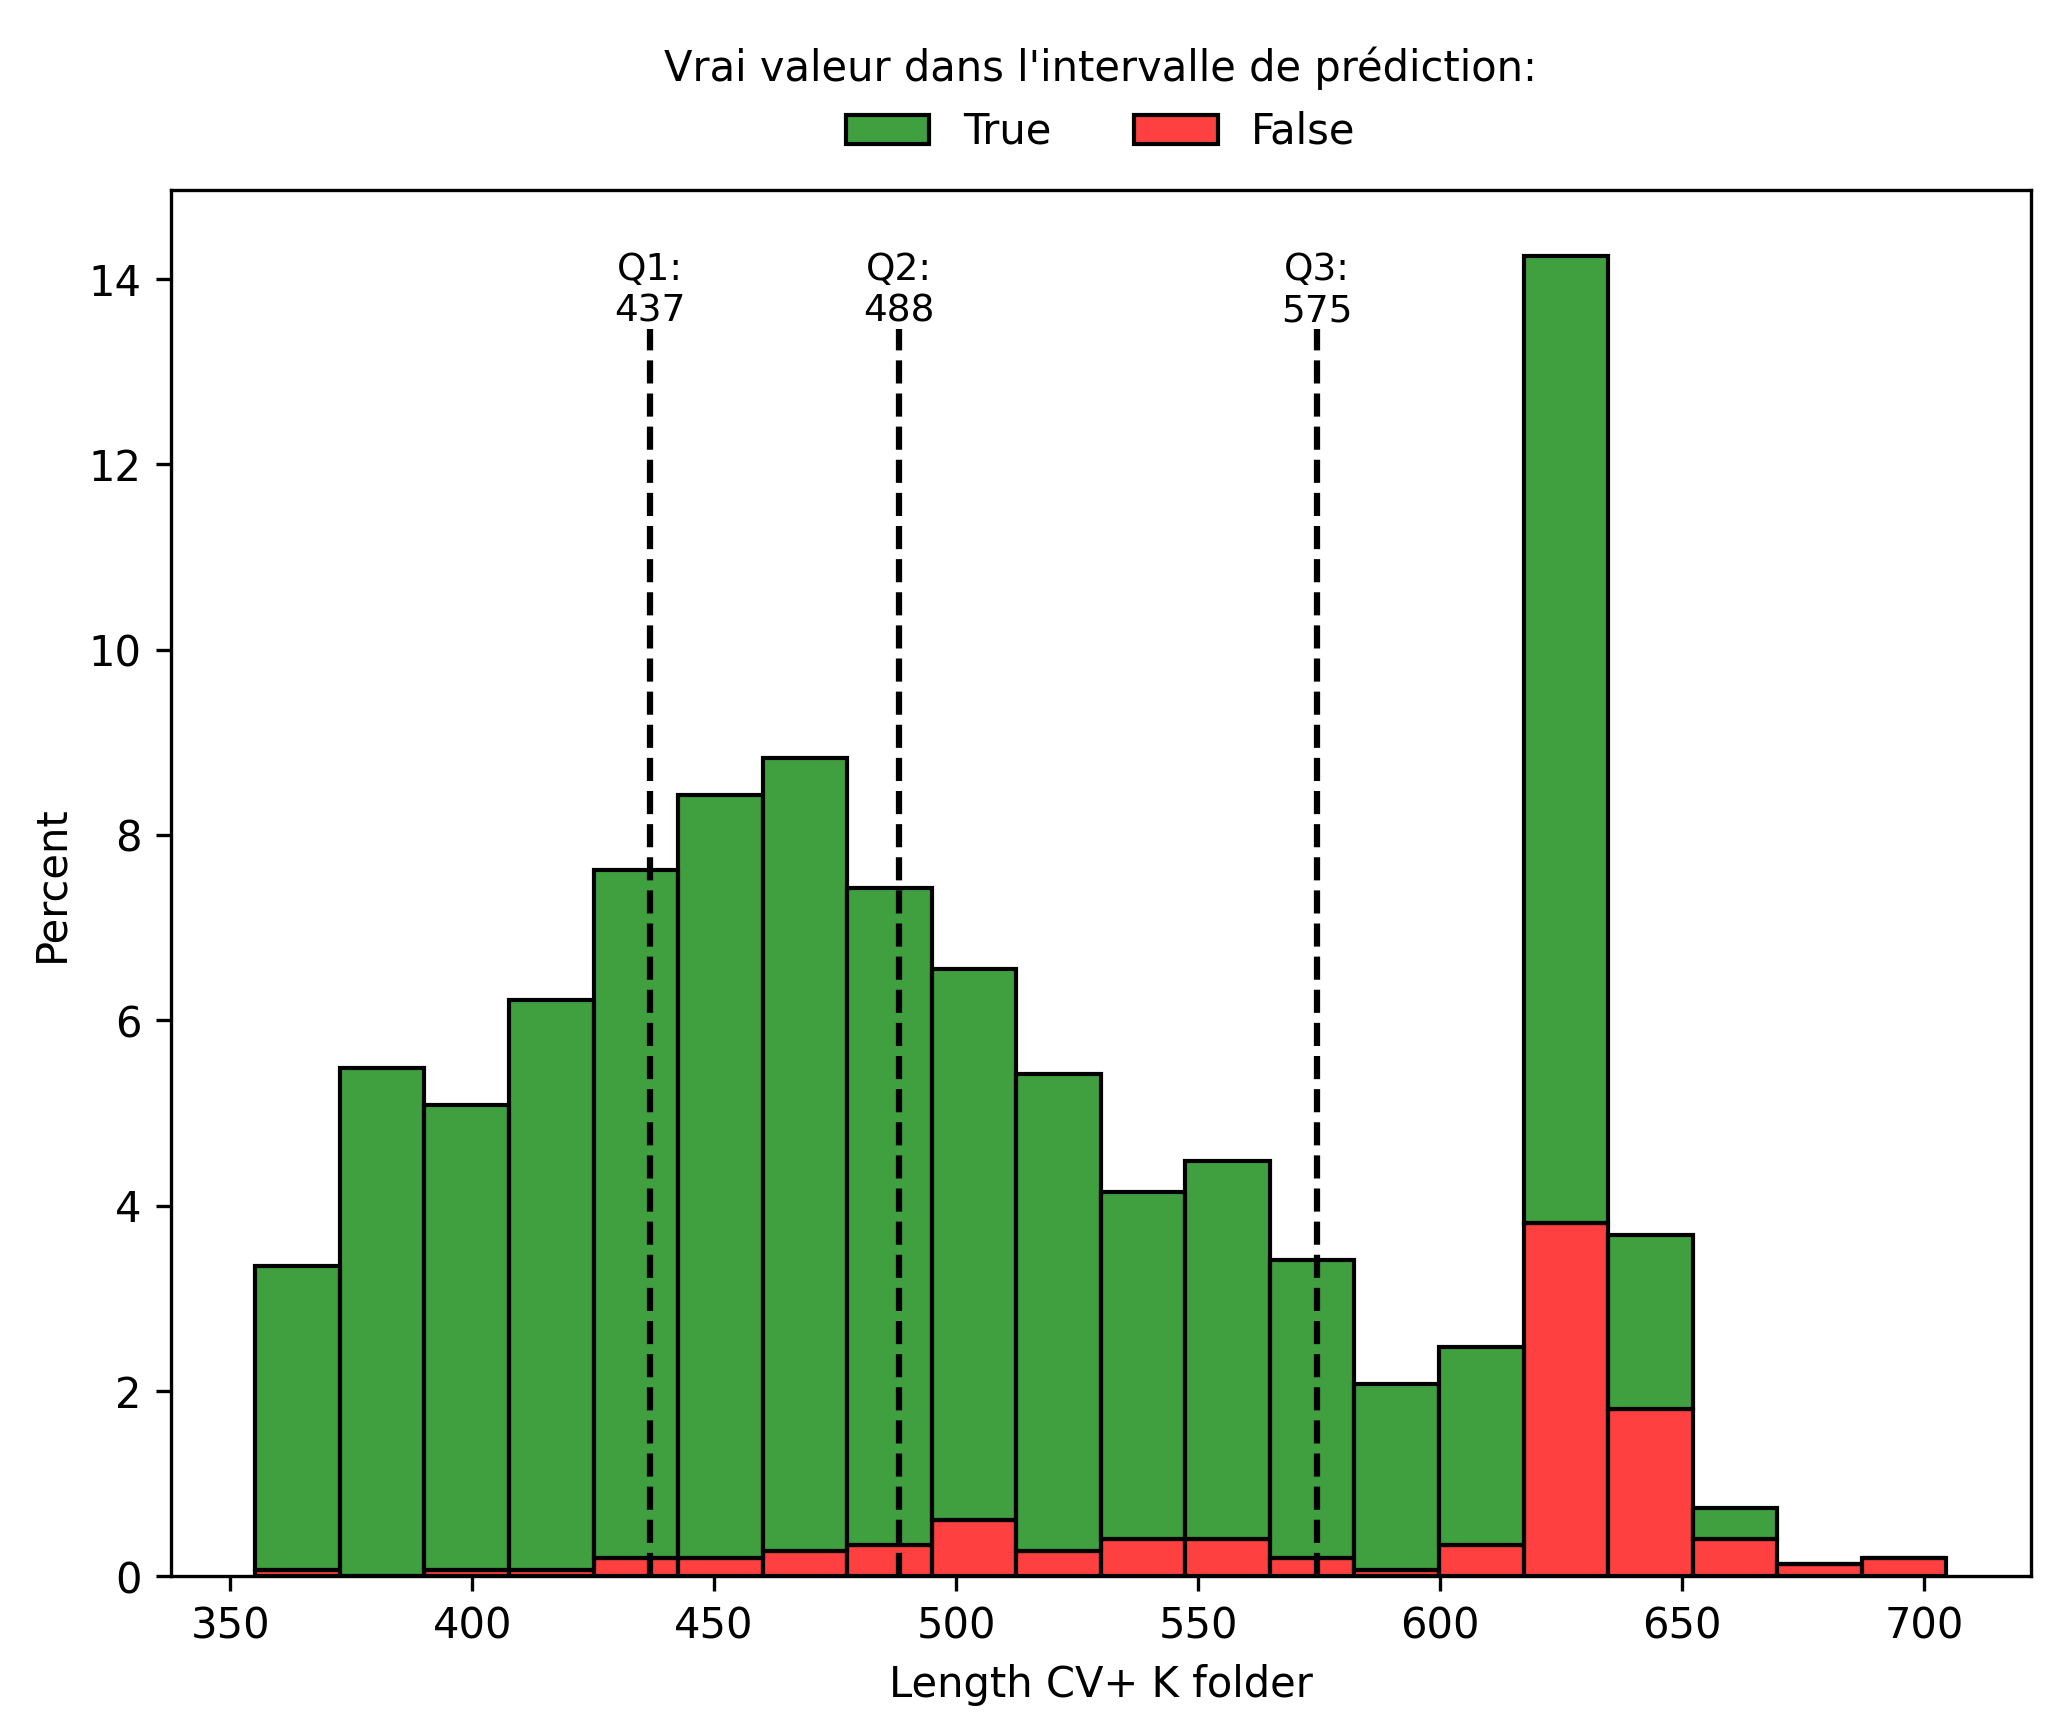 Vrai valeur dans l'intervalle de prédiction:
True False
Q1:
437
Q2:
488
Q3:
575
14
12
10
8
6
4
2
0
Percent
350 400 450 500 550 600 650 700
Length CV+ K folder